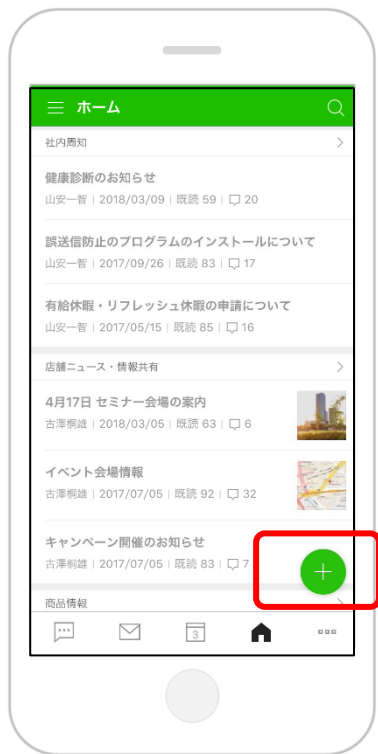 ホーム
社内周知
健康診断のお知らせ
山安一智 | 2018/03/09 | 既読 59 | 20
誤送信防止のプログラムのインストールについて
山安一智 | 2017/09/26 | 既読 83 | 17
有給休暇・リフレッシュ休暇の申請について
山安一智 | 2017/05/15 | 既読 85 | 16
店舗ニュース・情報共有
4月17日 セミナー会場の案内
古澤桐雄 | 2018/03/05 | 既読 63 | 6
イベント会場情報
古澤桐雄 | 2017/07/05 | 既読 92 | 32
キャンペーン開催のお知らせ
古澤桐雄 | 2017/07/05 | 既読 83 | 7
商品情報
3